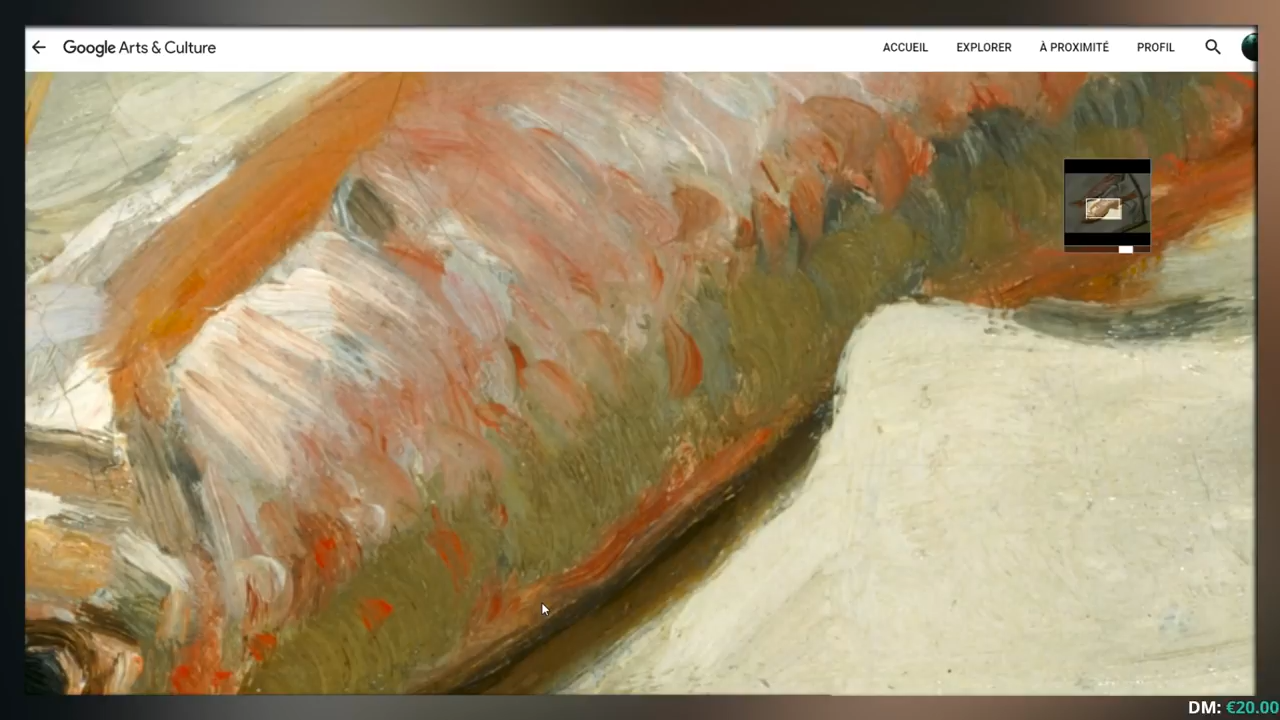 Google Arts & Culture
ACCUEIL EXPLORER À PROXIMITÉ PROFIL
DM: €20.00